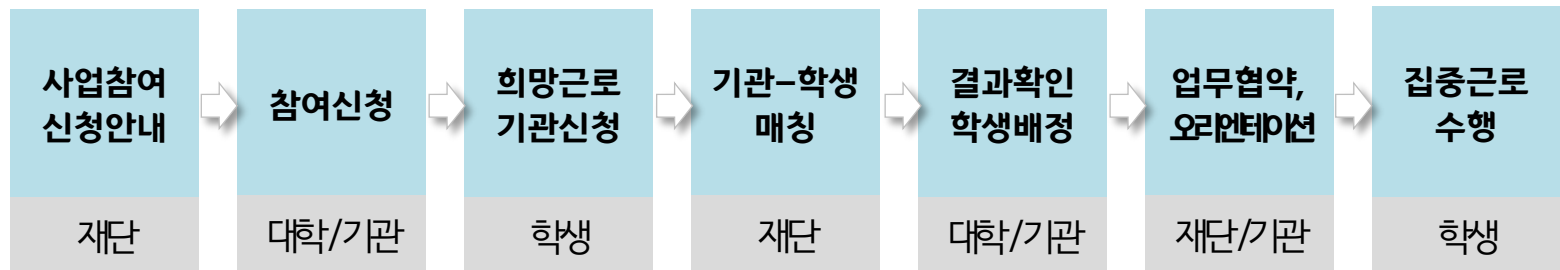 사업참여
신청안내
재단
참여신청
대학/기관
희망근로
기관신청
학생
기관-학생
매칭
재단
결과확인
학생배정
대학/기관
업무협약,
오리엔테이션
재단/기관
집중근로
수행
학생